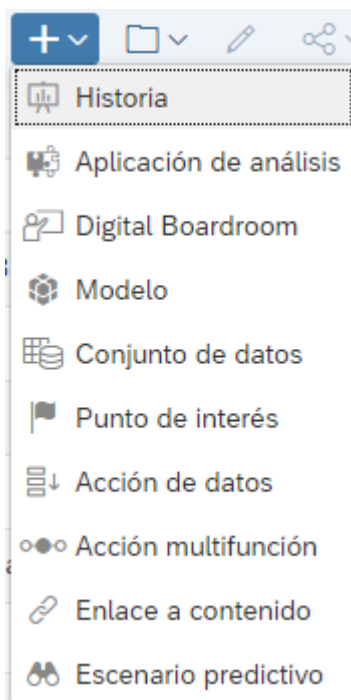 Historia
Aplicación de análisis
Digital Boardroom
Modelo
Conjunto de datos
Punto de interés
Acción de datos
Acción multifunción
Enlace a contenido
Escenario predictivo